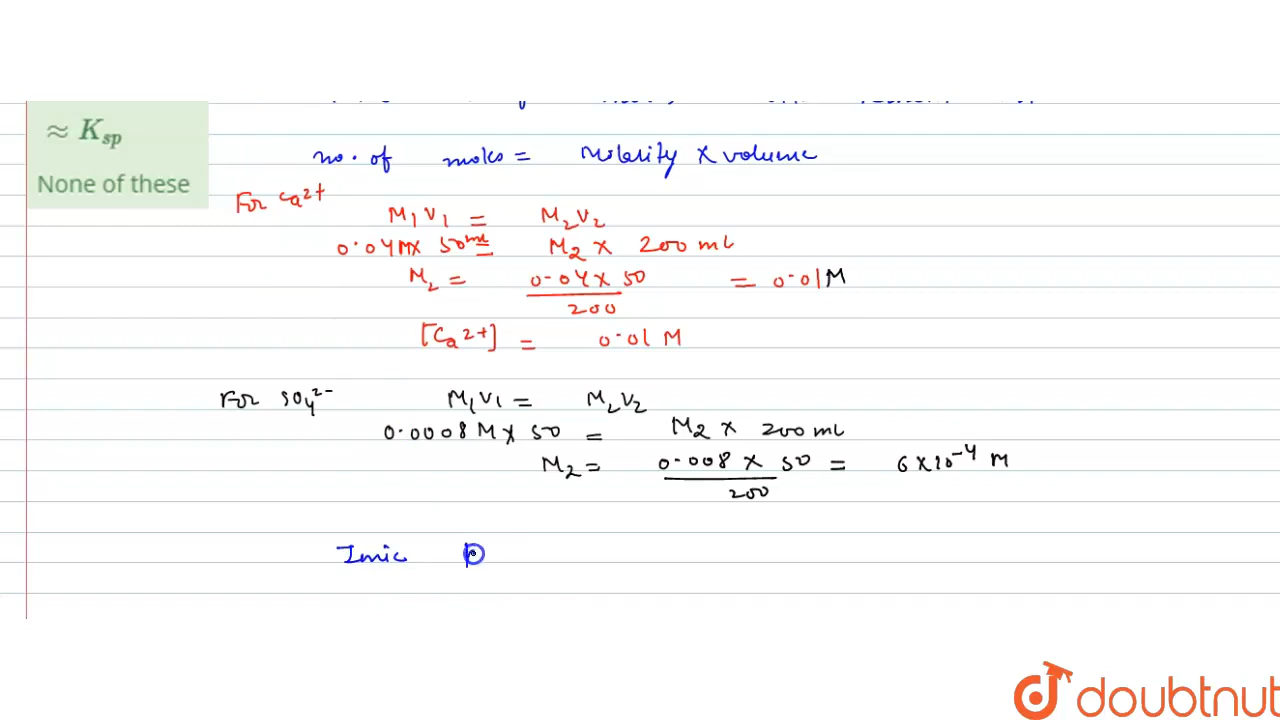 ≈ Ksp
None of these
no. of moles = Molarity x volume
For Ca2+
M1V1 = M2V2
0.04Mx 50ml = M2 x 200 mL
M2 = 0.04 x 50 / 200 = 0.01M
[Ca2+] = 0.01 M
For SO4 2-
M1V1 = M2V2
0.0008 M x 50 = M2 x 200 mL
M2 = 0.008 x 50 / 200 = 6 x 10-4 M
Ionic
doubtnut